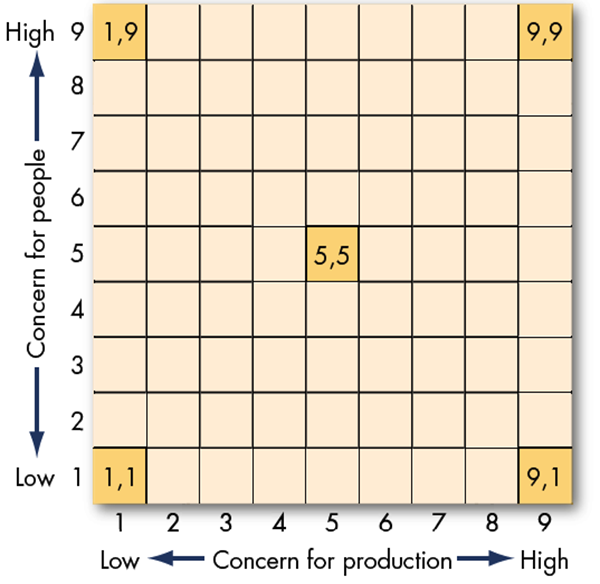 High 9 1,9 9,9
8
7
6
5 5,5
4
3
2
Low 1 1,1 9,1
Concern for people
1 2 3 4 5 6 7 8 9
Low Concern for production High